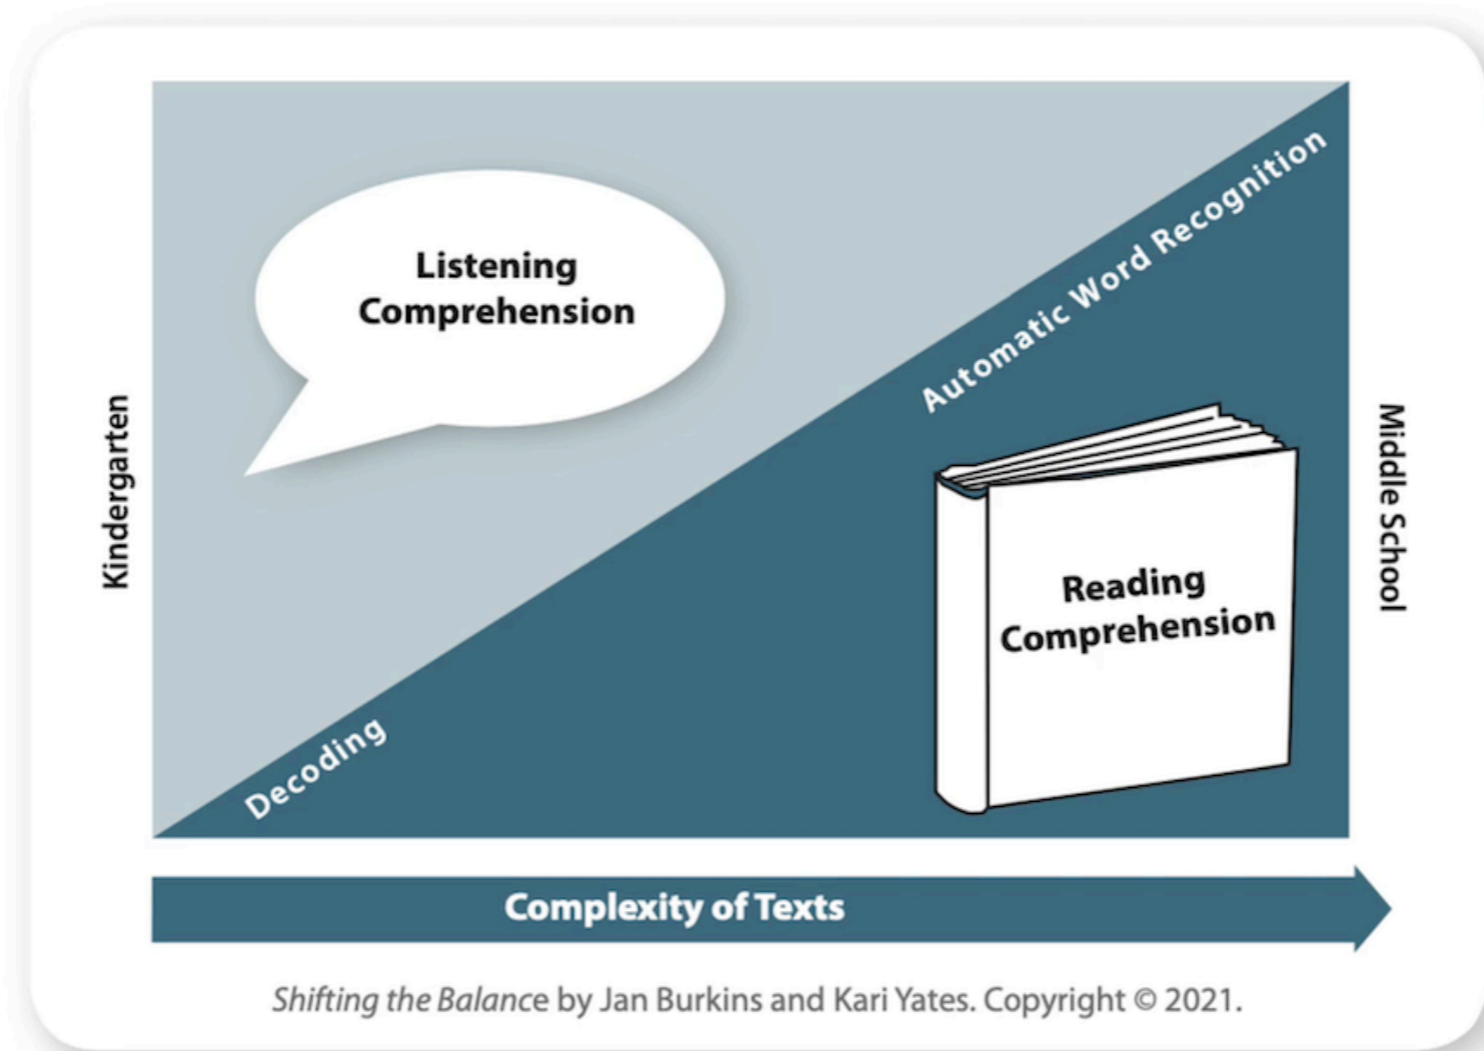 Listening
Comprehension
Automatic Word Recognition
Kindergarten
Middle School
Reading
Comprehension
Decoding
Complexity of Texts
Shifting the Balance by Jan Burkins and Kari Yates. Copyright © 2021.